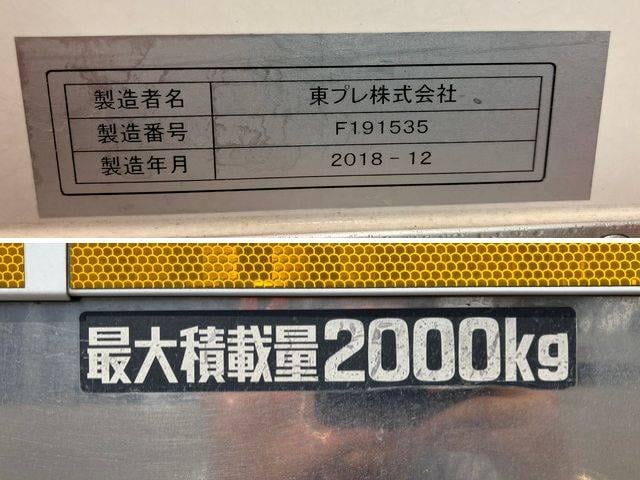 製造者名 東プレ株式会社
製造番号 F191535
製造年月 2018-12
最大積載量2000kg